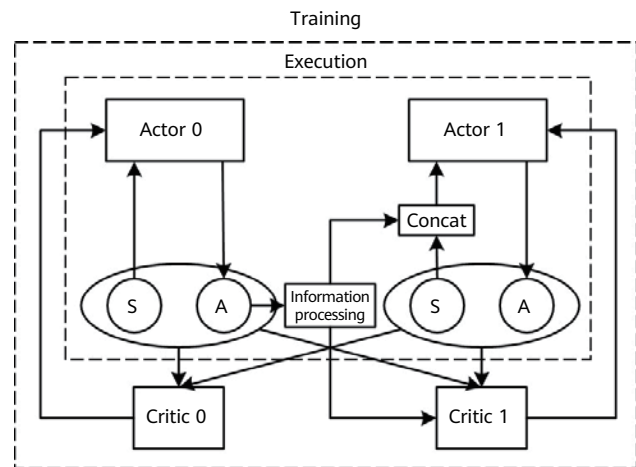 Training
Execution
Actor 0
Actor 1
Concat
S
A
Information
processing
S
A
Critic 0
Critic 1